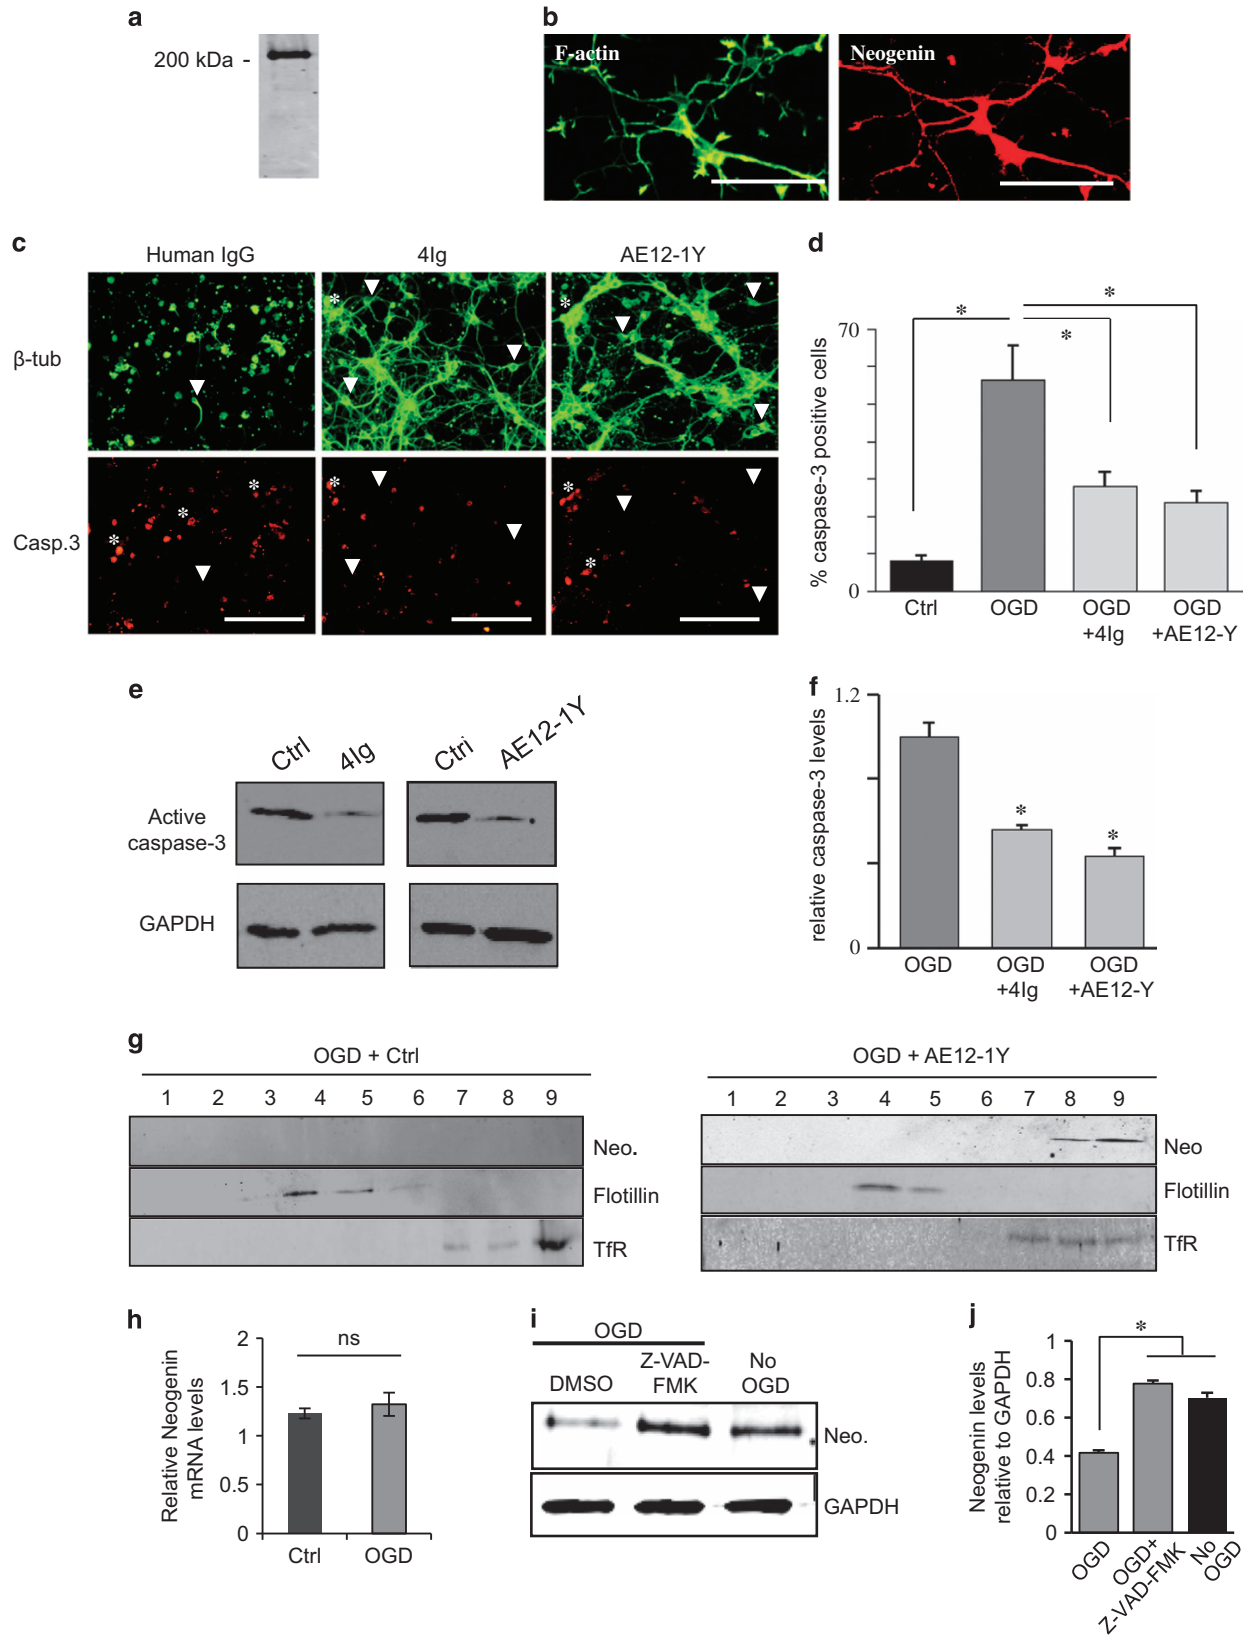 a
200 kDa -
b
F-actin
Neogenin
c
Human IgG
4Ig
AE12-1Y
β-tub
Casp.3
*
*
*
*
*
*
*
*
d
% caspase-3 positive cells
70
0
*
*
*
Ctrl
OGD
OGD
+4Ig
OGD
+AE12-Y
e
Ctrl
4Ig
Ctrl
AE12-1Y
Active
caspase-3
GAPDH
f
relative caspase-3 levels
1.2
0
*
*
OGD
OGD
+4Ig
OGD
+AE12-Y
g
OGD + Ctrl
1 2 3 4 5 6 7 8 9
Neo.
Flotillin
TfR
OGD + AE12-1Y
1 2 3 4 5 6 7 8 9
Neo
Flotillin
TfR
h
Relative Neogenin
mRNA levels
2
1.5
1
0.5
0
ns
Ctrl
OGD
i
OGD
DMSO
Z-VAD-
FMK
No
OGD
Neo.
GAPDH
j
Neogenin levels
relative to GAPDH
1
0.8
0.6
0.4
0.2
0
*
OGD
OGD+
Z-VAD-FMK
No
OGD